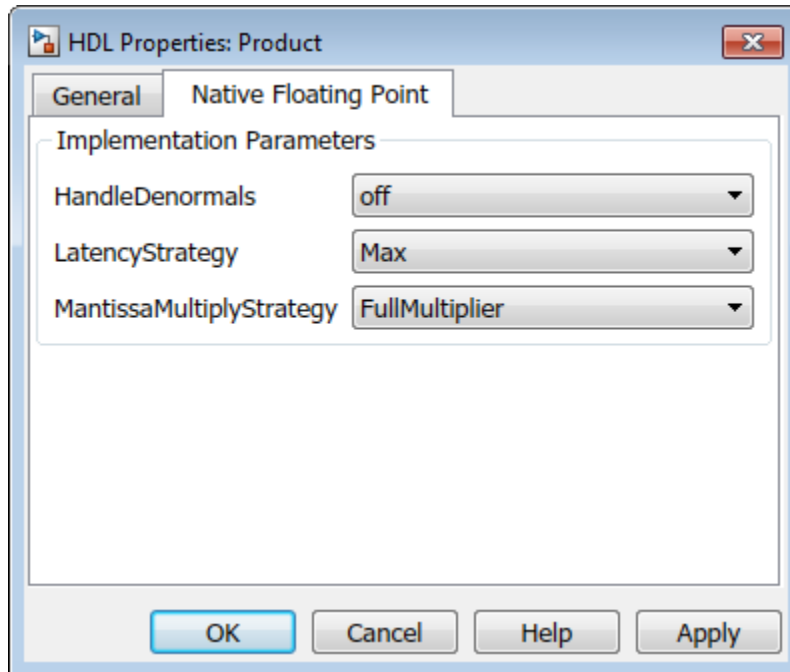 HDL Properties: Product
General Native Floating Point
Implementation Parameters
HandleDenormals off
LatencyStrategy Max
MantissaMultiplyStrategy FullMultiplier
OK Cancel Help Apply